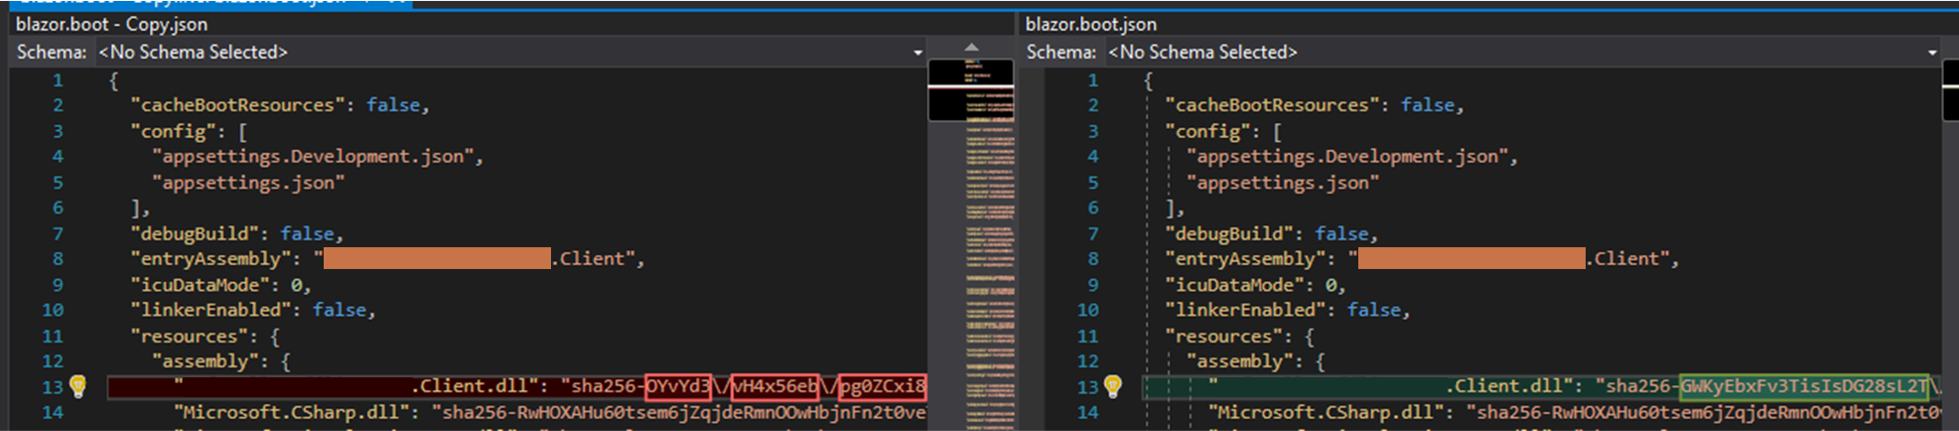 blazor.boot - Copy.json
Schema: <No Schema Selected>
1 {
2 "cacheBootResources": false,
3 "config": [
4 "appsettings.Development.json",
5 "appsettings.json"
6 ],
7 "debugBuild": false,
8 "entryAssembly": " .Client",
9 "icuDataMode": 0,
10 "linkerEnabled": false,
11 "resources": {
12 "assembly": {
13 " .Client.dll": "sha256-OYvYd3\/vH4x56eb\/pg0ZCxi8
14 "Microsoft.CSharp.dll": "sha256-RwHOXAHu60tsem6jZqjdeRmnOOwHbjnFn2t0ve
blazor.boot.json
Schema: <No Schema Selected>
1 {
2 "cacheBootResources": false,
3 "config": [
4 "appsettings.Development.json",
5 "appsettings.json"
6 ],
7 "debugBuild": false,
8 "entryAssembly": " .Client",
9 "icuDataMode": 0,
10 "linkerEnabled": false,
11 "resources": {
12 "assembly": {
13 " .Client.dll": "sha256-GWKyEbxFv3TisIsDG28sL2T\
14 "Microsoft.CSharp.dll": "sha256-RwHOXAHu60tsem6jZqjdeRmnOOwHbjnFn2t0